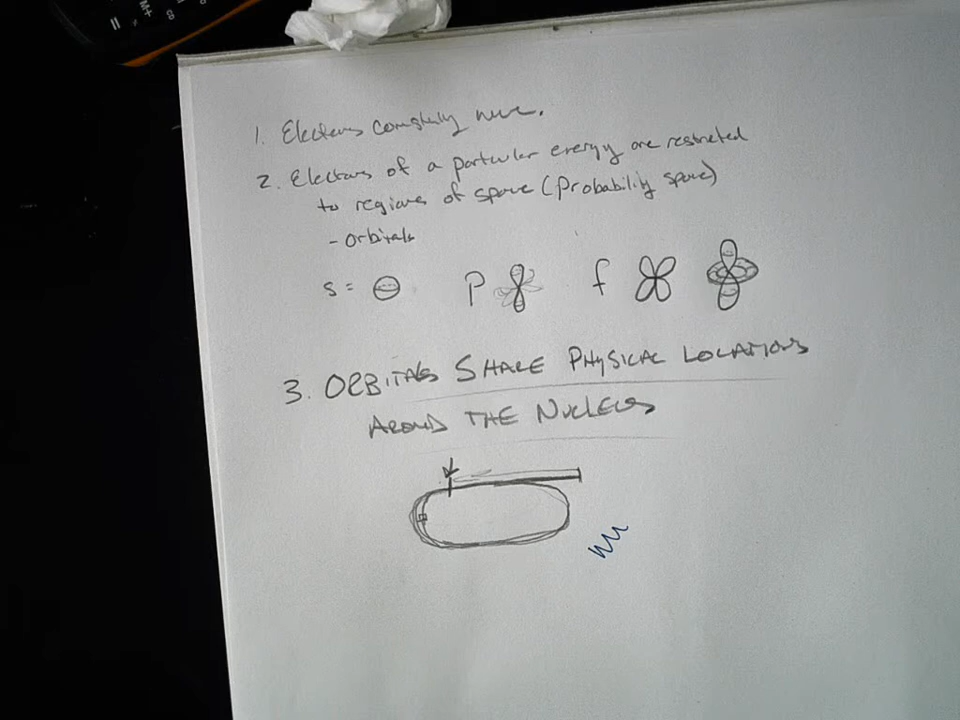 M+
1. Electrons constantly move.
2. Electrons of a particular energy are restricted
to regions of space (Probability space)
- orbitals
s = p f
3. ORBITALS SHARE PHYSICAL LOCATIONS
AROUND THE NUCLEUS